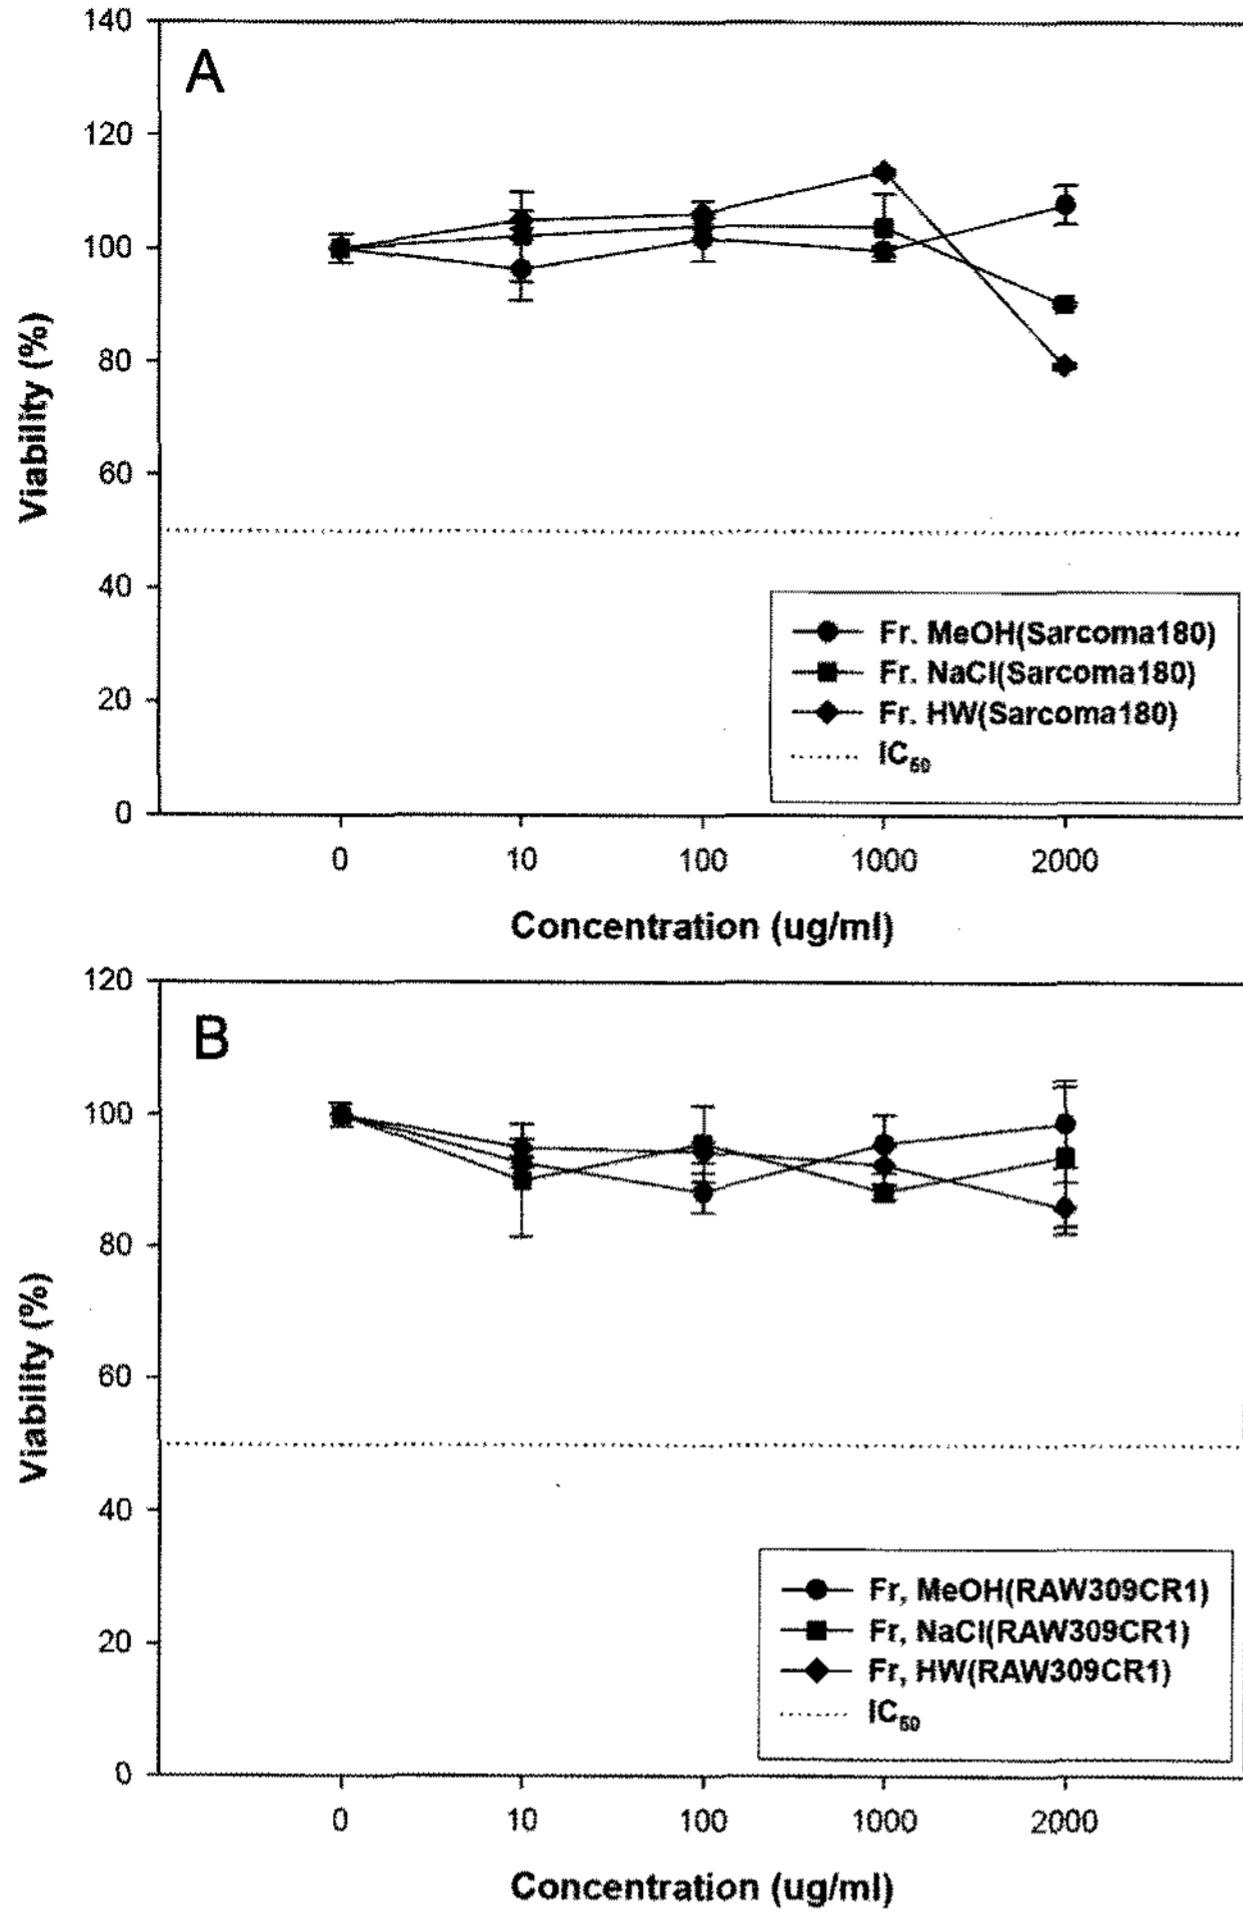 A
140
120
100
80
60
40
20
0
Viability (%)
Fr. MeOH(Sarcoma180)
Fr. NaCl(Sarcoma180)
Fr. HW(Sarcoma180)
IC50
0 10 100 1000 2000
Concentration (ug/ml)
B
120
100
80
60
40
20
0
Viability (%)
Fr, MeOH(RAW309CR1)
Fr, NaCl(RAW309CR1)
Fr, HW(RAW309CR1)
IC50
0 10 100 1000 2000
Concentration (ug/ml)